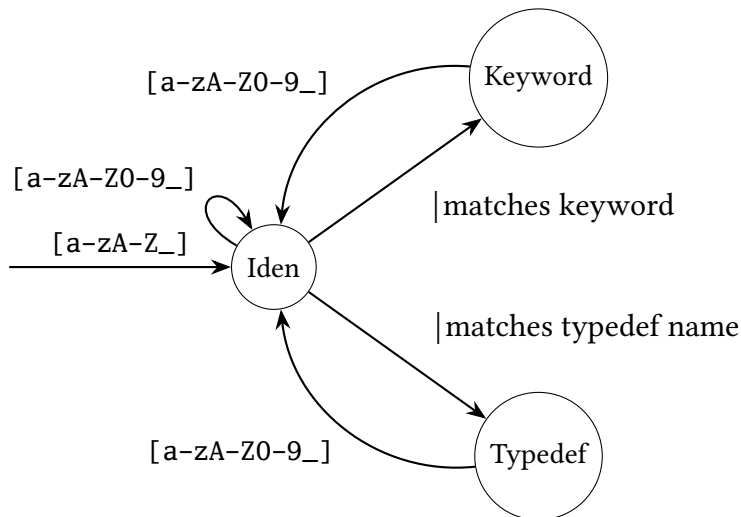 Keyword
[a-zA-Z0-9_]
[a-zA-Z0-9_]
|matches keyword
[a-zA-Z_]
Iden
|matches typedef name
[a-zA-Z0-9_]
Typedef